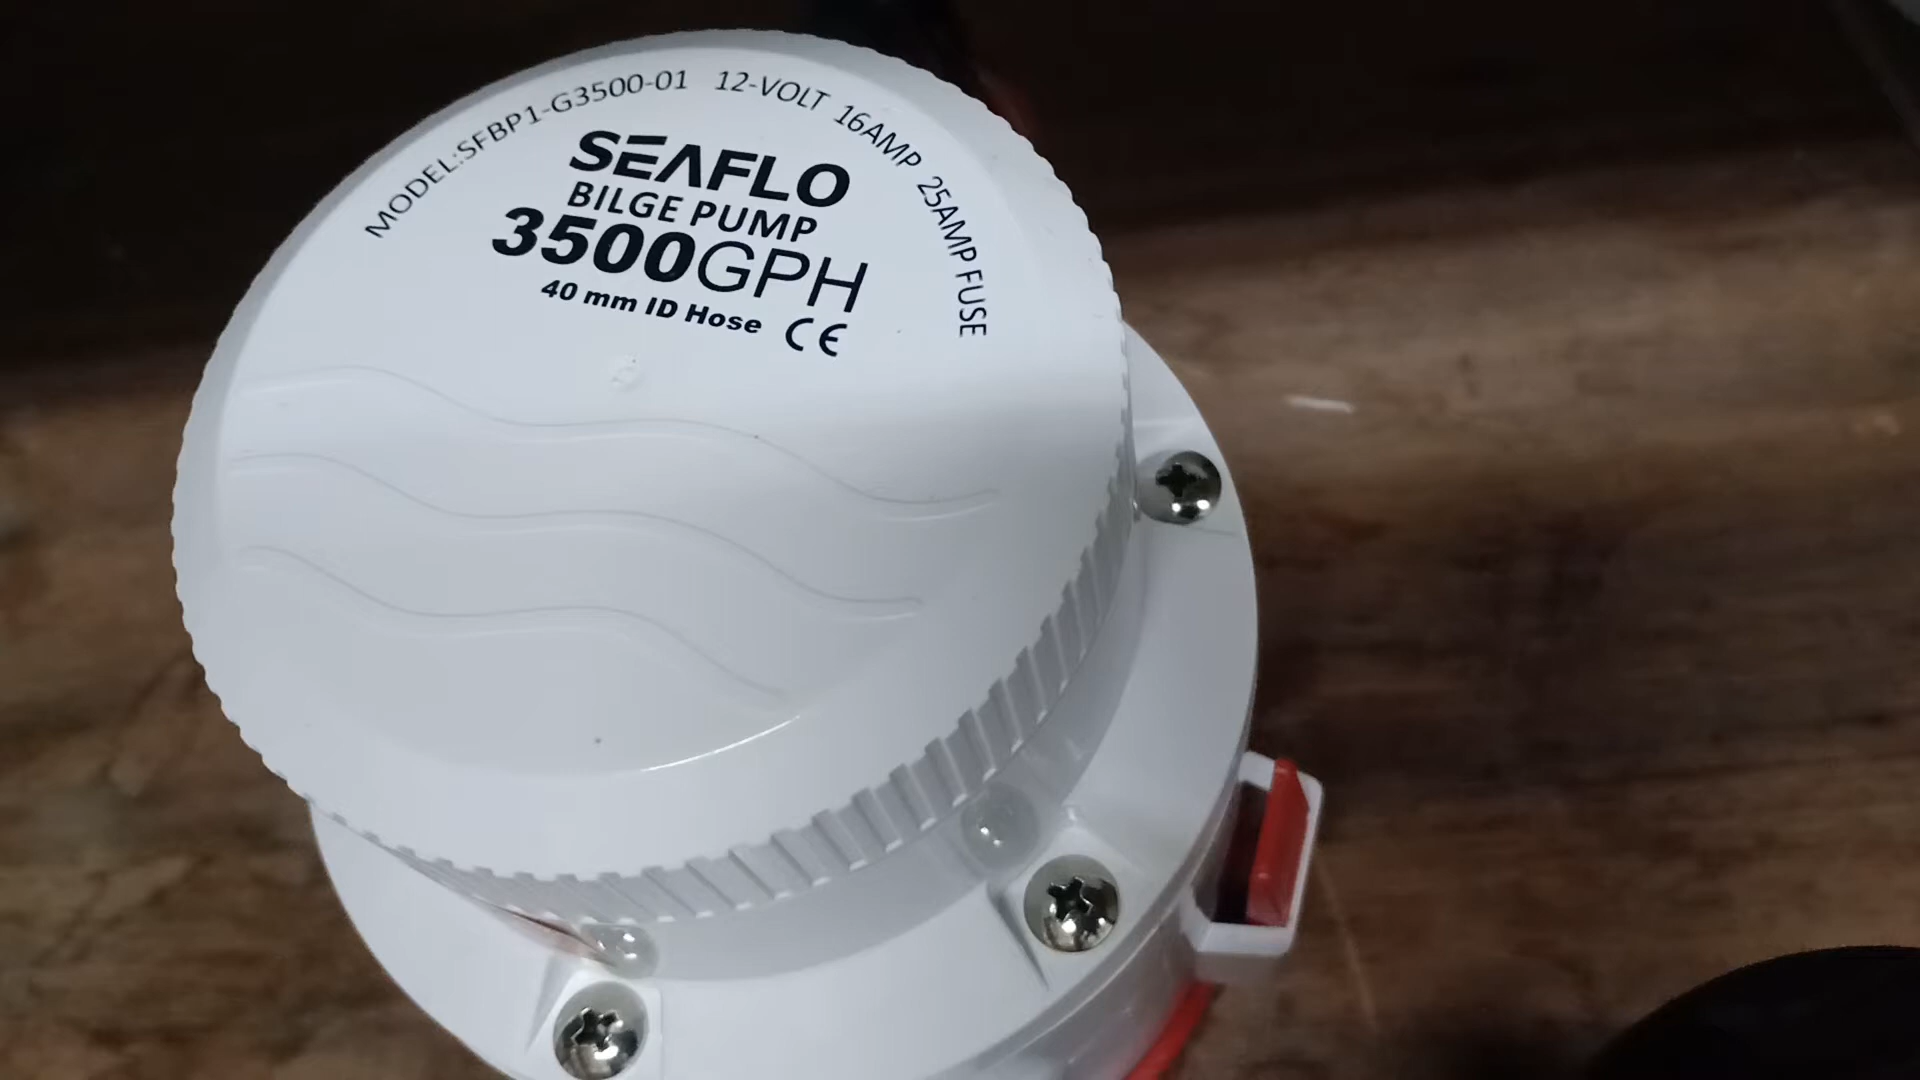 MODEL:SFBP1-G3500-01 12-VOLT 16AMP 25AMP FUSE
SEAFLO
BILGE PUMP
3500GPH
40 mm ID Hose CE